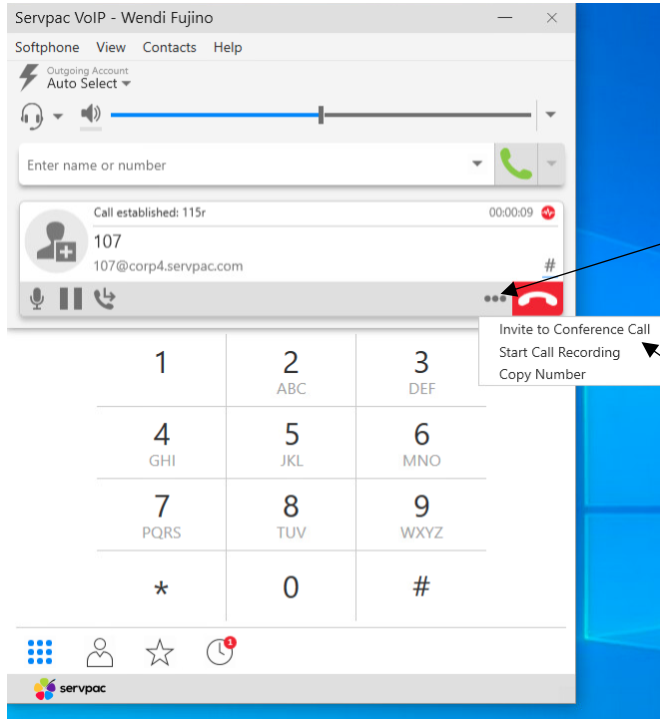 Servpac VoIP - Wendi Fujino
Softphone View Contacts Help
Outgoing Account
Auto Select
Enter name or number
Call established: 115r 00:00:09
107
107@corp4.servpac.com #
Invite to Conference Call
Start Call Recording
Copy Number
1 2 3
ABC DEF
4 5 6
GHI JKL MNO
7 8 9
PQRS TUV WXYZ
* 0 #
1
servpac